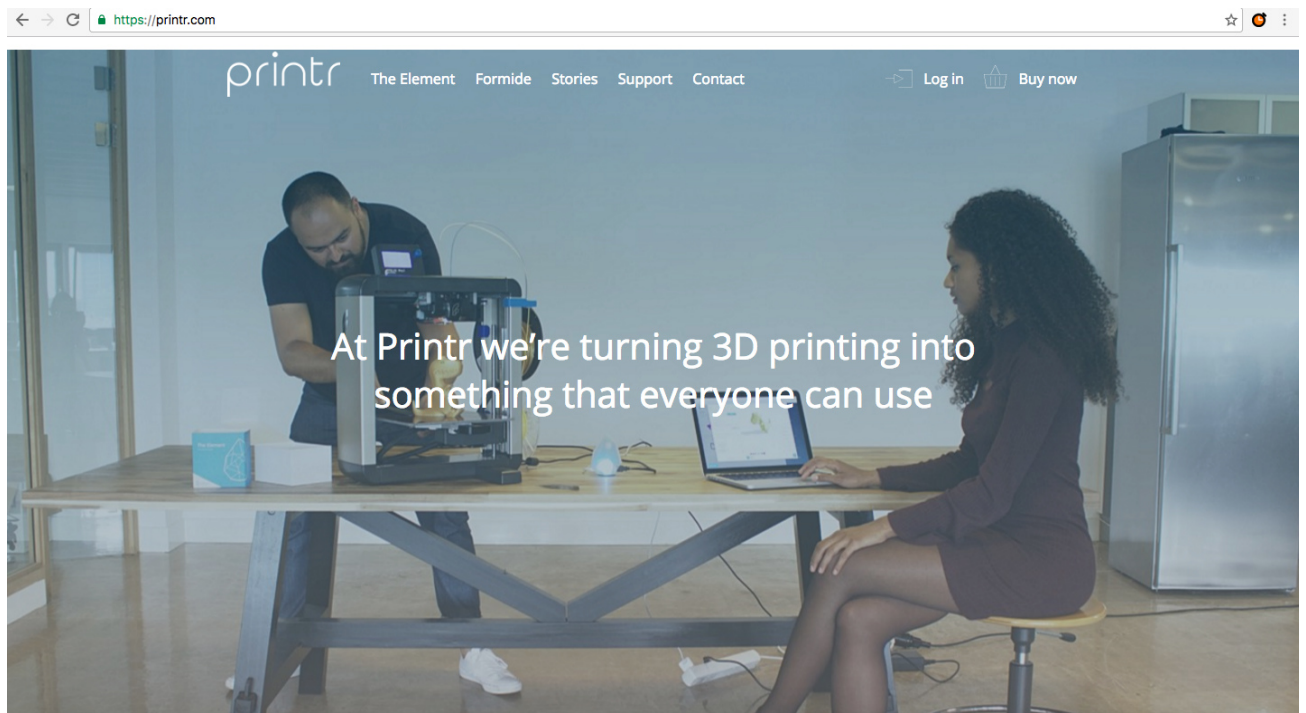 https://printr.com
printr
The Element Formide Stories Support Contact
Log in Buy now
At Printr we're turning 3D printing into
something that everyone can use